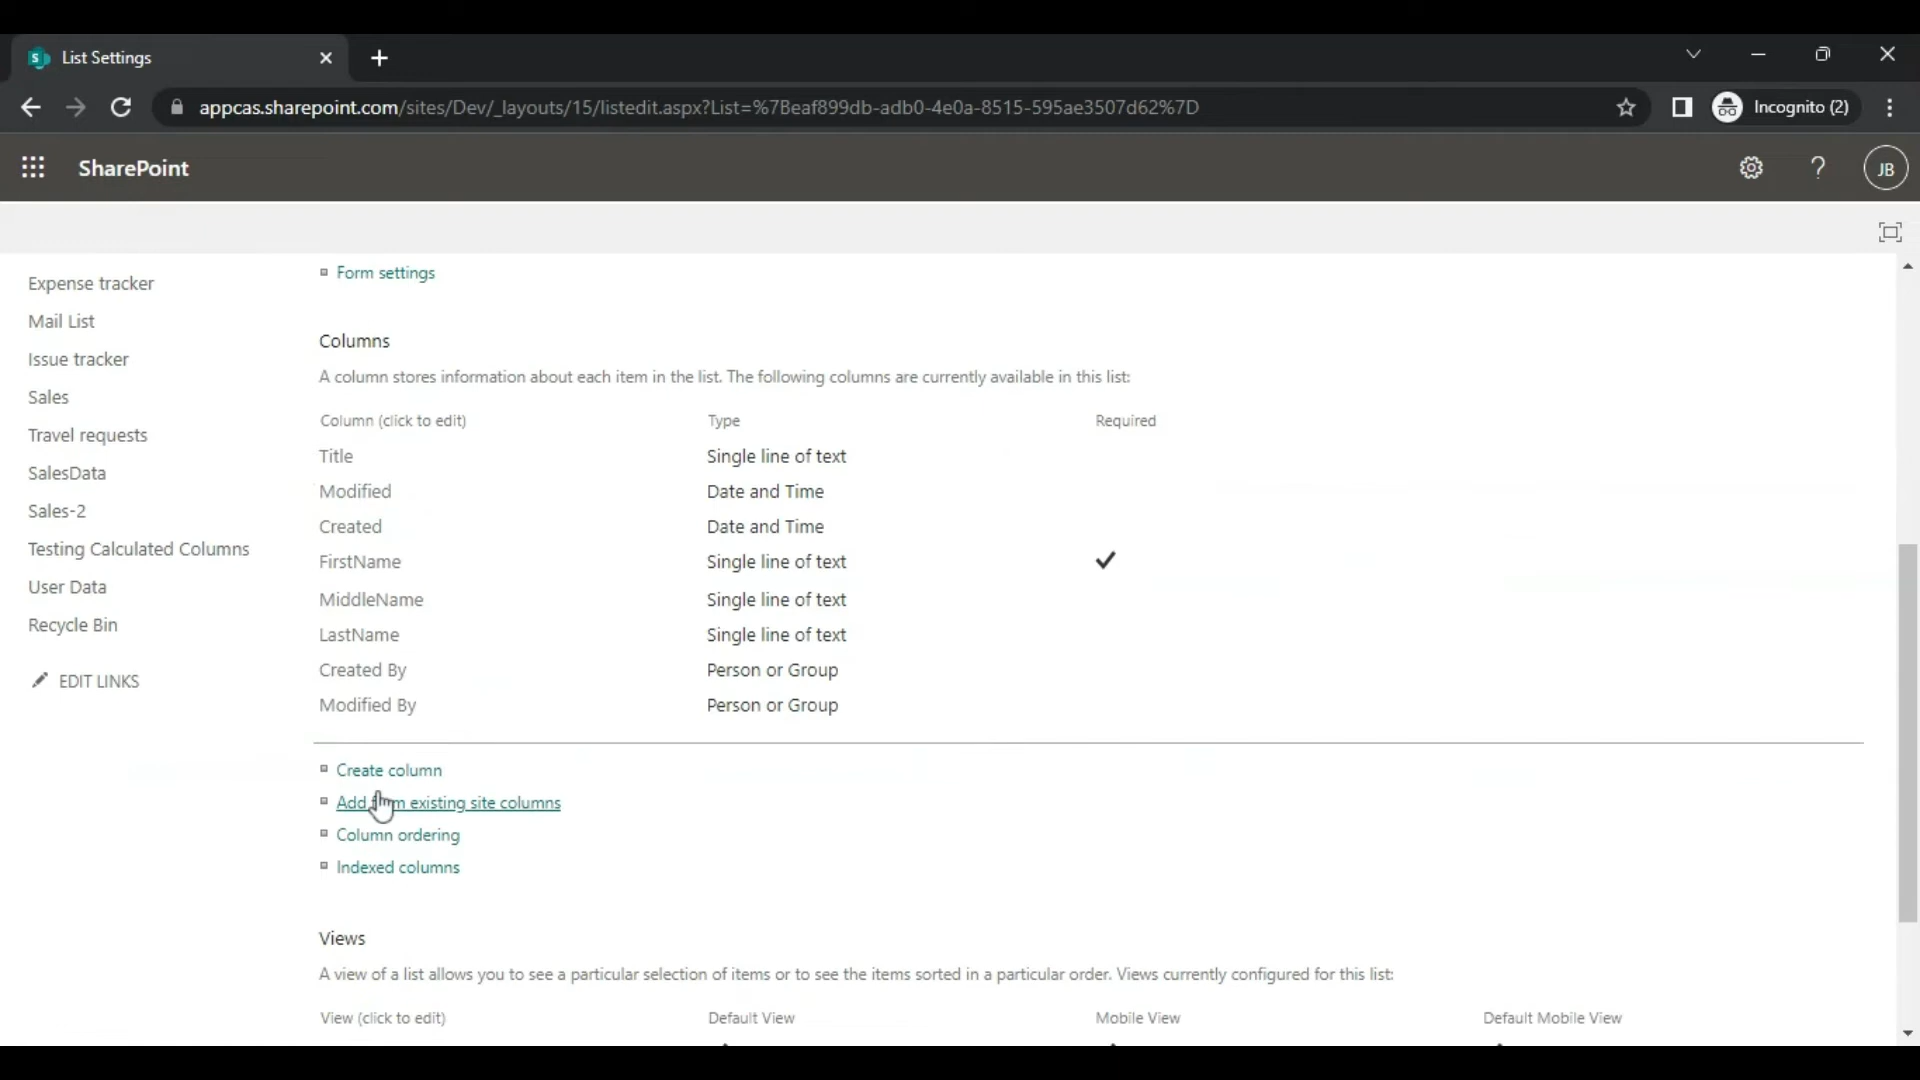 List Settings
appcas.sharepoint.com/sites/Dev/_layouts/15/listedit.aspx?List=%7Beaf899db-adb0-4e0a-8515-595ae3507d62%7D
Incognito (2)
SharePoint
JB
Expense tracker
Mail List
Issue tracker
Sales
Travel requests
SalesData
Sales-2
Testing Calculated Columns
User Data
Recycle Bin
EDIT LINKS
Form settings
Columns
A column stores information about each item in the list. The following columns are currently available in this list:
Column (click to edit) Type Required
Title Single line of text
Modified Date and Time
Created Date and Time
FirstName Single line of text
MiddleName Single line of text
LastName Single line of text
Created By Person or Group
Modified By Person or Group
Create column
Add from existing site columns
Column ordering
Indexed columns
Views
A view of a list allows you to see a particular selection of items or to see the items sorted in a particular order. Views currently configured for this list:
View (click to edit) Default View Mobile View Default Mobile View